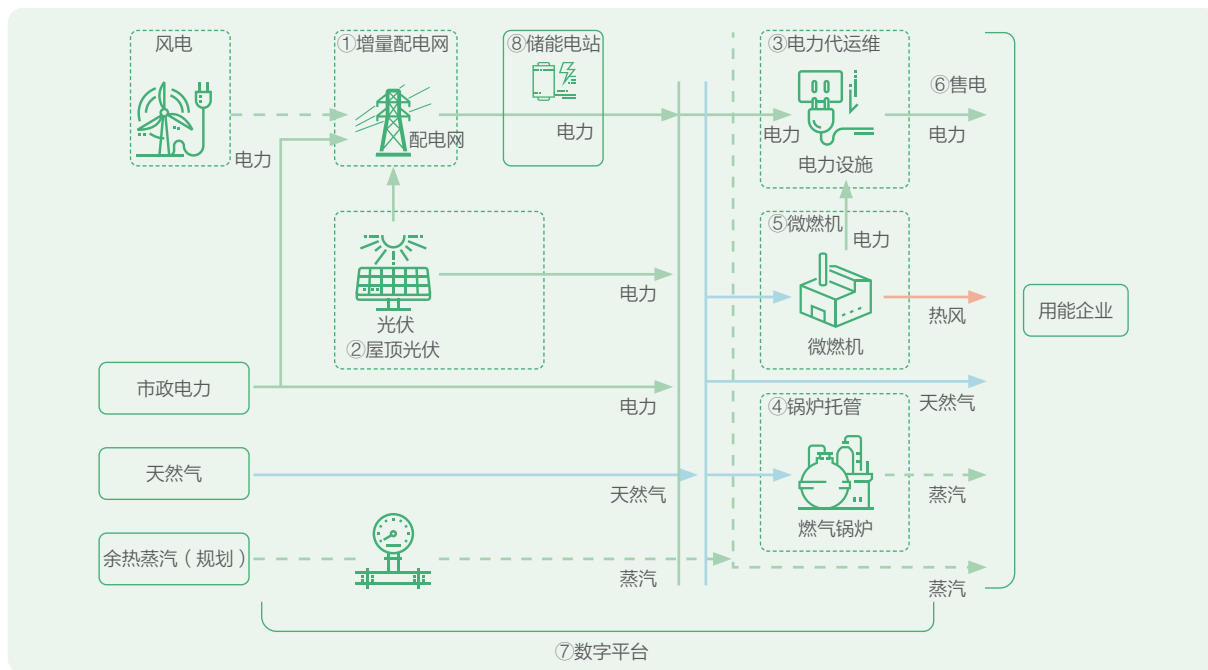 风电
①增量配电网
⑧储能电站
③电力代运维
⑥售电
配电网
电力
电力
电力
电力
电力设施
⑤微燃机
电力
电力
光伏
②屋顶光伏
热风
微燃机
用能企业
市政电力
电力
天然气
④锅炉托管
天然气
天然气
蒸汽
燃气锅炉
余热蒸汽（规划）
蒸汽
蒸汽
⑦数字平台